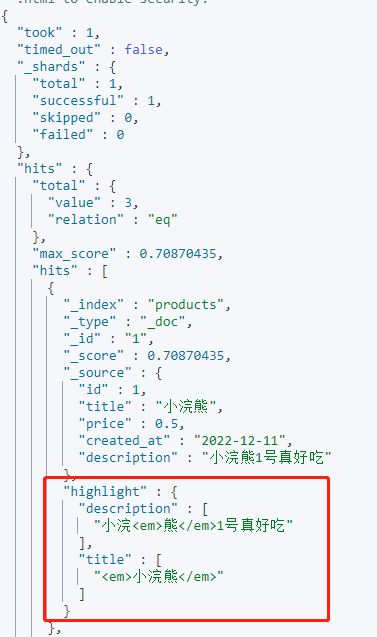 .html to enable security.
{
  "took" : 1,
  "timed_out" : false,
  "_shards" : {
    "total" : 1,
    "successful" : 1,
    "skipped" : 0,
    "failed" : 0
  },
  "hits" : {
    "total" : {
      "value" : 3,
      "relation" : "eq"
    },
    "max_score" : 0.70870435,
    "hits" : [
      {
        "_index" : "products",
        "_type" : "_doc",
        "_id" : "1",
        "_score" : 0.70870435,
        "_source" : {
          "id" : 1,
          "title" : "小浣熊",
          "price" : 0.5,
          "created_at" : "2022-12-11",
          "description" : "小浣熊1号真好吃"
        },
        "highlight" : {
          "description" : [
            "小浣<em>熊</em>1号真好吃"
          ],
          "title" : [
            "<em>小浣熊</em>"
          ]
        }
      },